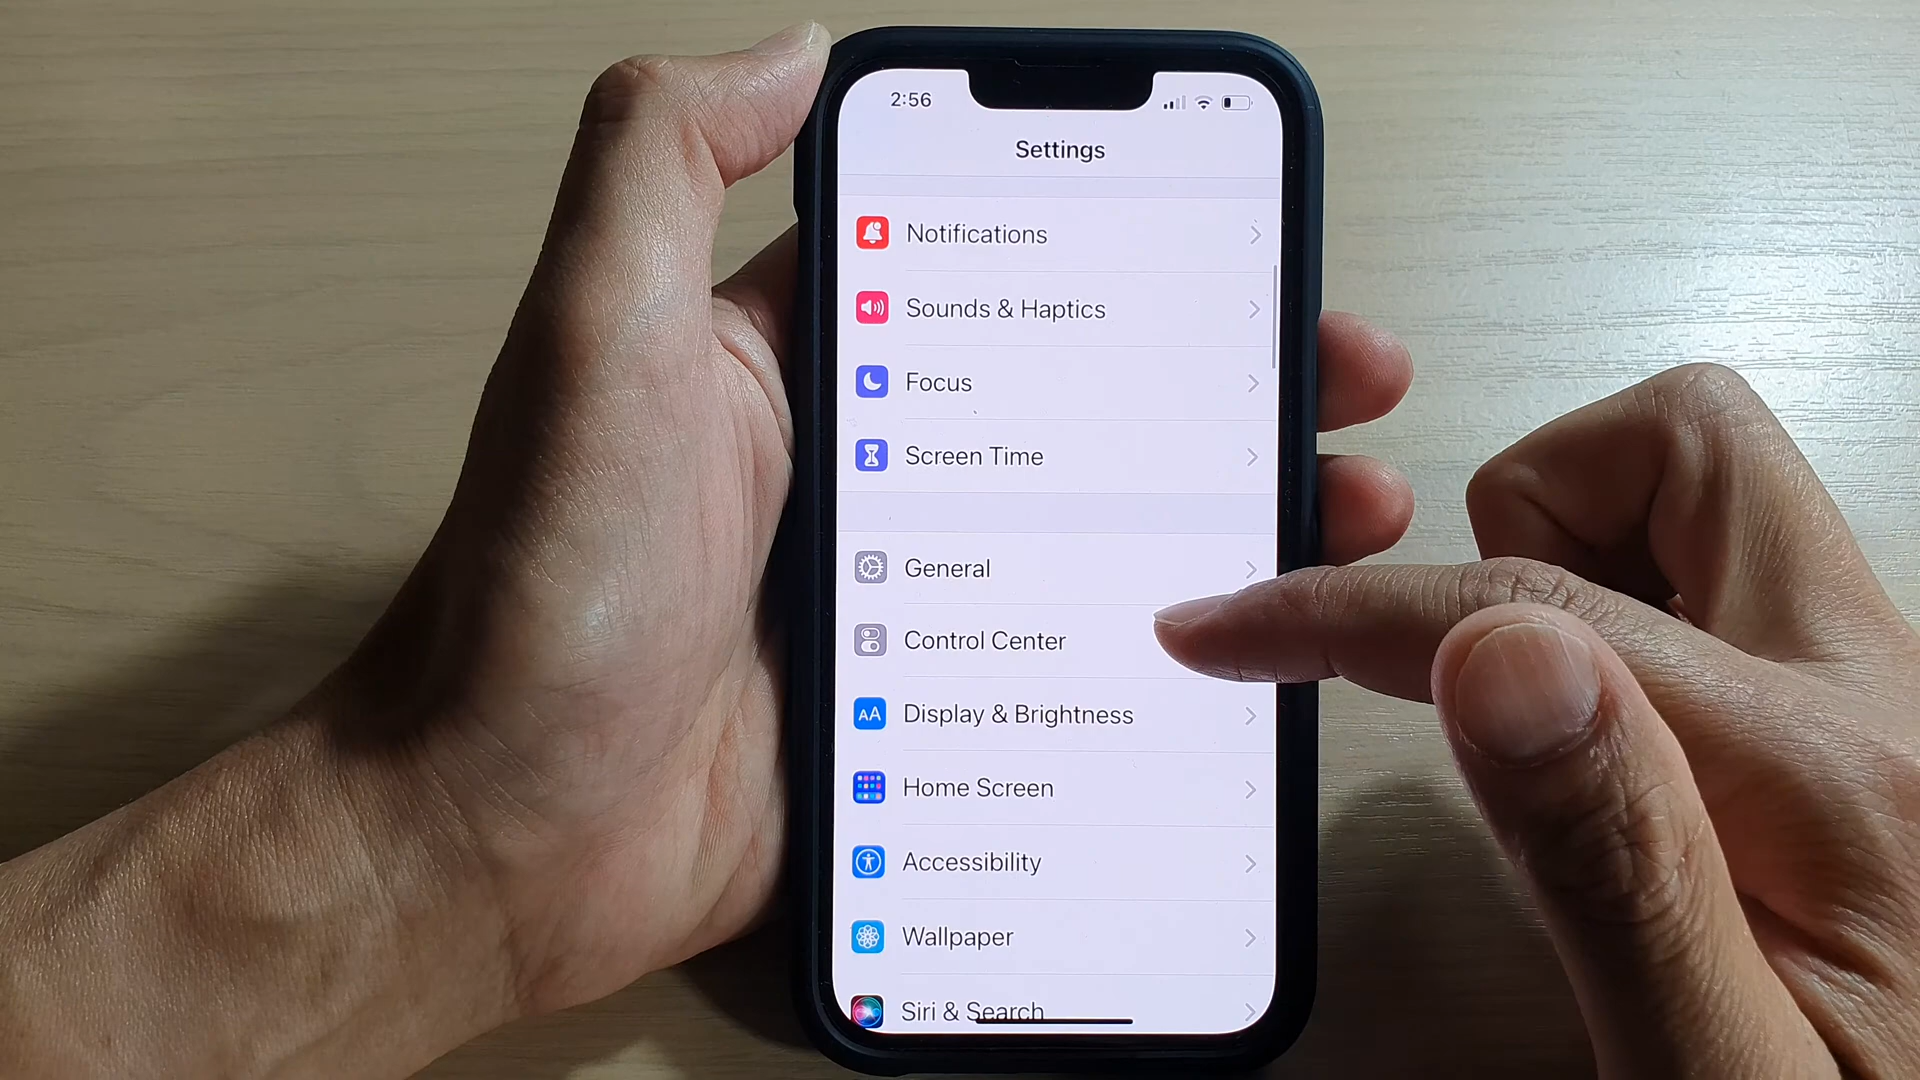 2:56
Settings
Notifications
Sounds & Haptics
Focus
Screen Time
General
Control Center
AA Display & Brightness
Home Screen
Accessibility
Wallpaper
Siri & Search